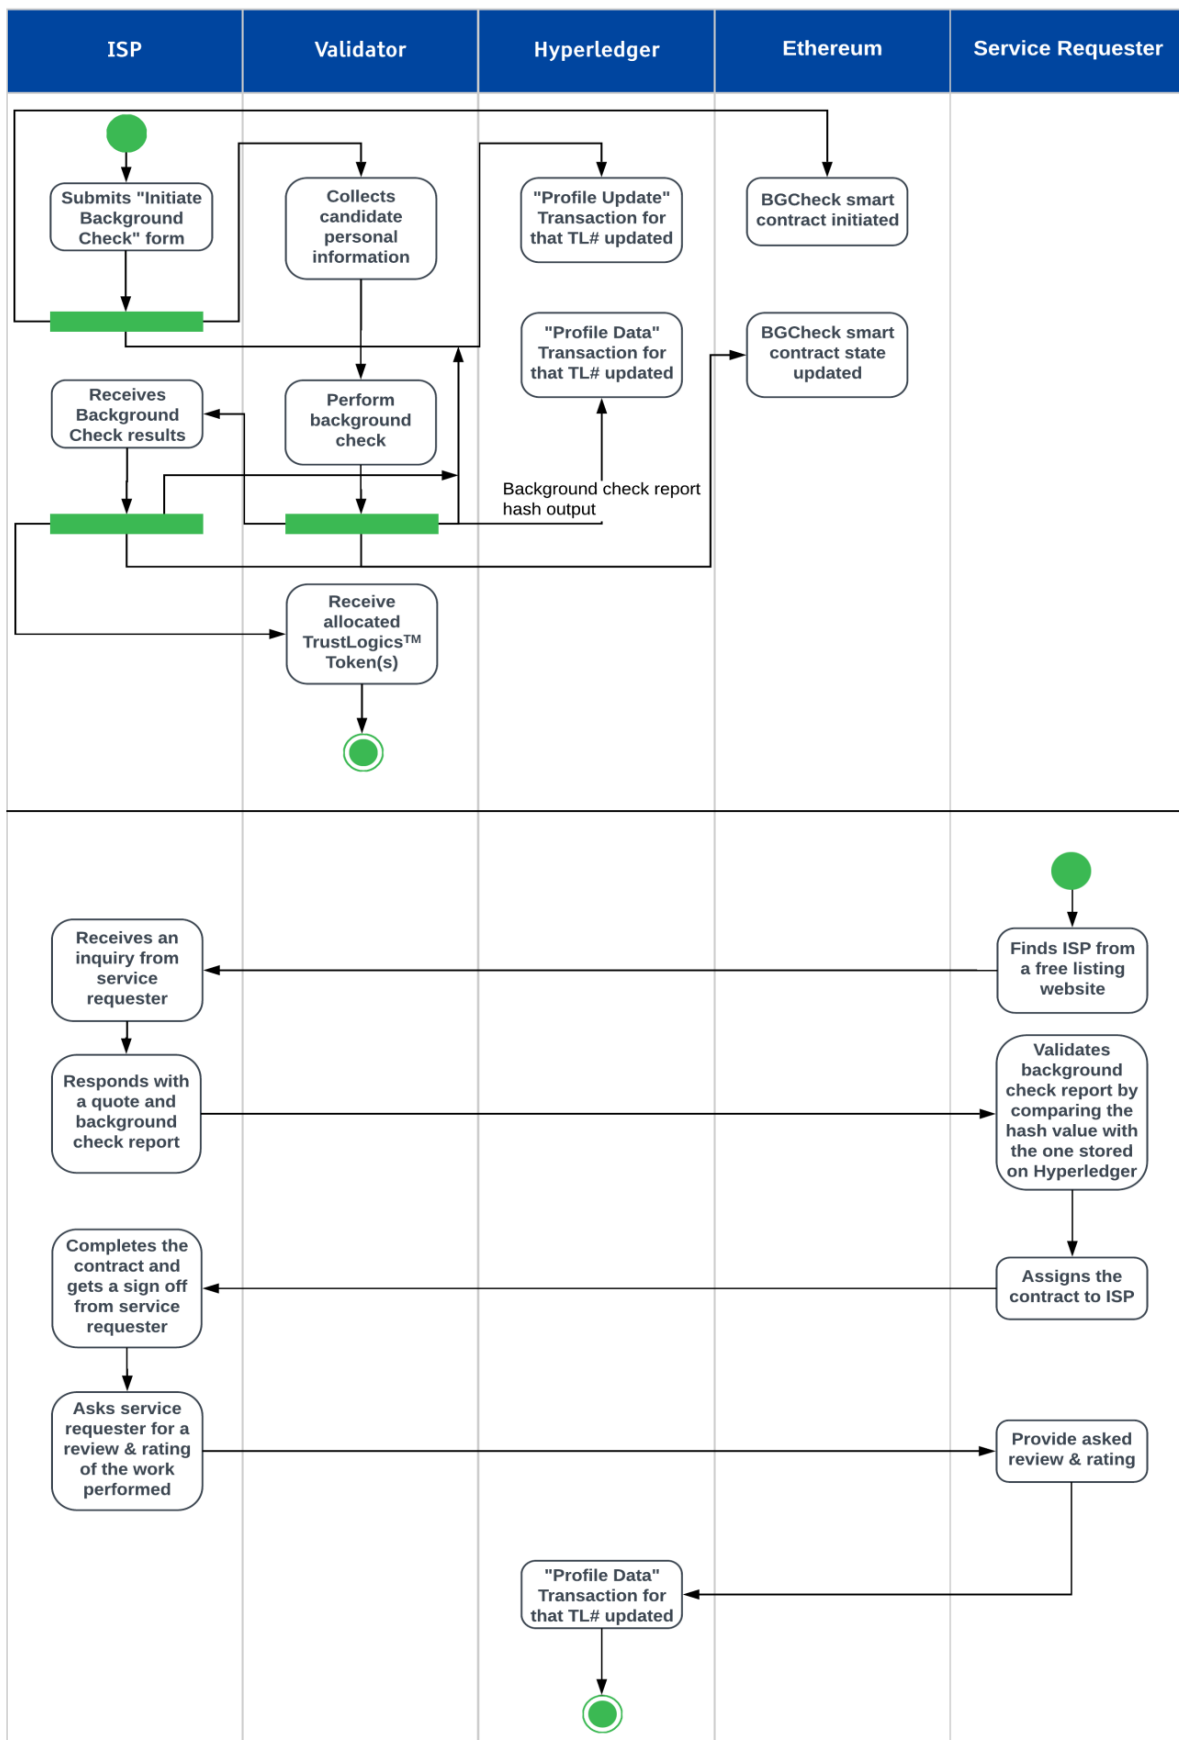 ISP
Validator
Hyperledger
Ethereum
Service Requester
Submits "Initiate
Background
Check" form
Collects
candidate
personal
information
"Profile Update"
Transaction for
that TL# updated
BGCheck smart
contract initiated
"Profile Data"
Transaction for
that TL# updated
BGCheck smart
contract state
updated
Receives
Background
Check results
Perform
background
check
Background check report
hash output
Receive
allocated
TrustLogics™
Token(s)
Receives an
inquiry from
service
requester
Finds ISP from
a free listing
website
Responds with
a quote and
background
check report
Validates
background
check report by
comparing the
hash value with
the one stored
on Hyperledger
Completes the
contract and
gets a sign off
from service
requester
Assigns the
contract to ISP
Asks service
requester for a
review & rating
of the work
performed
Provide asked
review & rating
"Profile Data"
Transaction for
that TL# updated